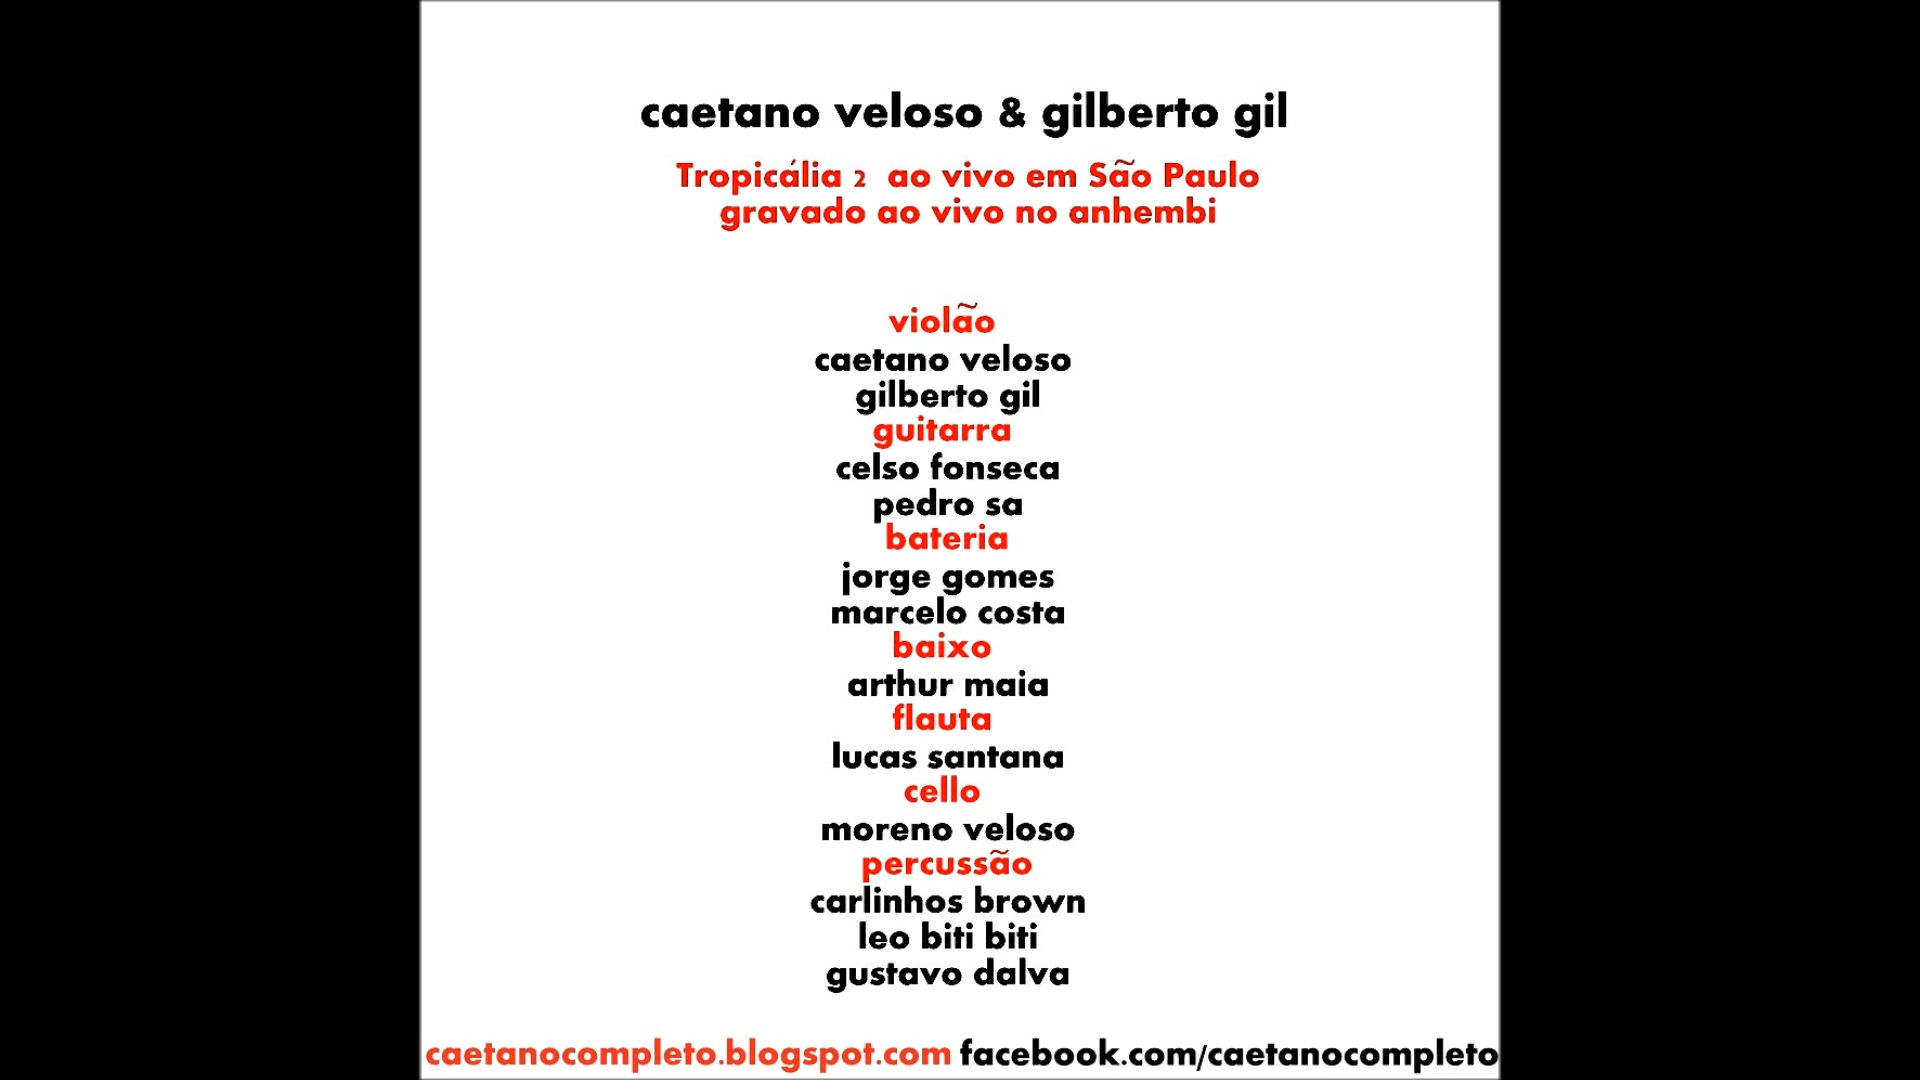 caetano veloso & gilberto gil
Tropicália 2 ao vivo em São Paulo
gravado ao vivo no anhembi
violão
caetano veloso
gilberto gil
guitarra
celso fonseca
pedro sa
bateria
jorge gomes
marcelo costa
baixo
arthur maia
flauta
lucas santana
cello
moreno veloso
percussão
carlinhos brown
leo biti biti
gustavo dalva
caetanocompleto.blogspot.com facebook.com/caetanocompleto